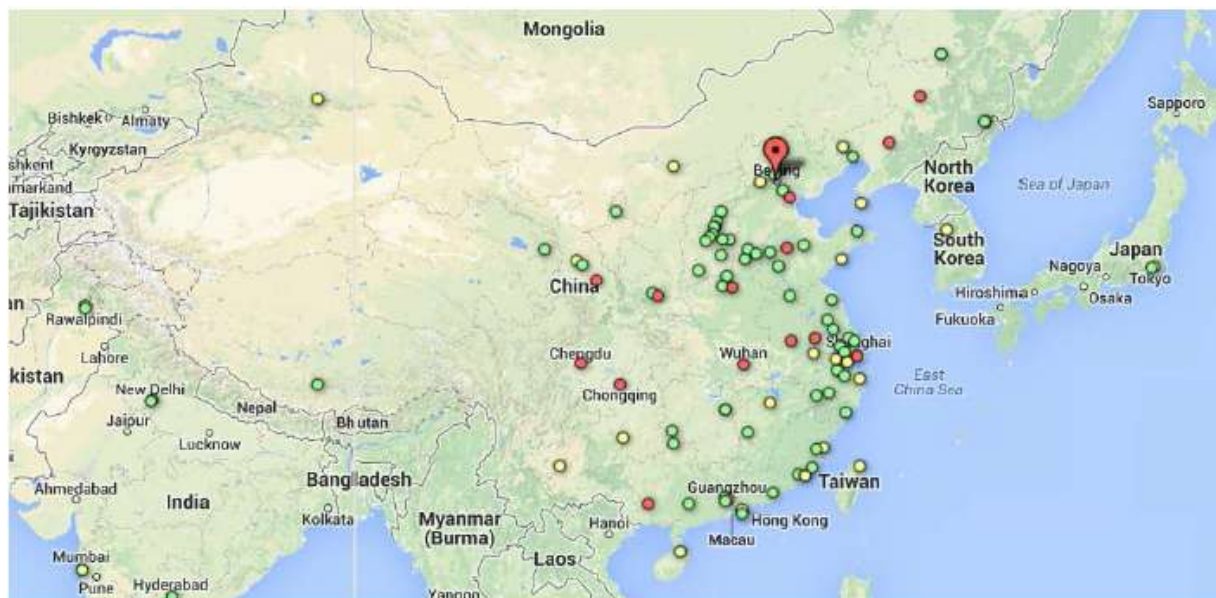 Mongolia
Bishkek
Almaty
Sapporo
shkent
Kyrgyzstan
Beijing
North
Korea
Sea of Japan
markand
Tajikistan
South
Korea
Japan
Nagoya
Tokyo
China
Hiroshima
Osaka
Rawalpindi
Fukuoka
Lahore
Shanghai
Chengdu
Wuhan
kistan
East
China Sea
New Delhi
Chongqing
Nepal
Bhutan
Jaipur
Lucknow
Bangladesh
Guangzhou
Taiwan
Ahmedabad
India
Kolkata
Myanmar
(Burma)
Hanoi
Hong Kong
Macau
Mumbai
Laos
Pune
Hyderabad
Yangon